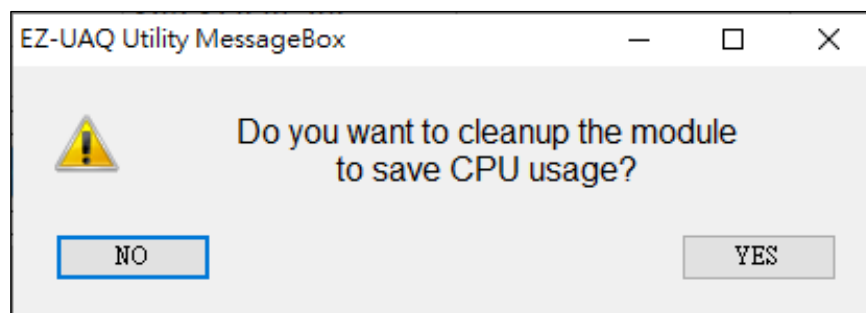 EZ-UAQ Utility MessageBox
Do you want to cleanup the module
to save CPU usage?
NO
YES